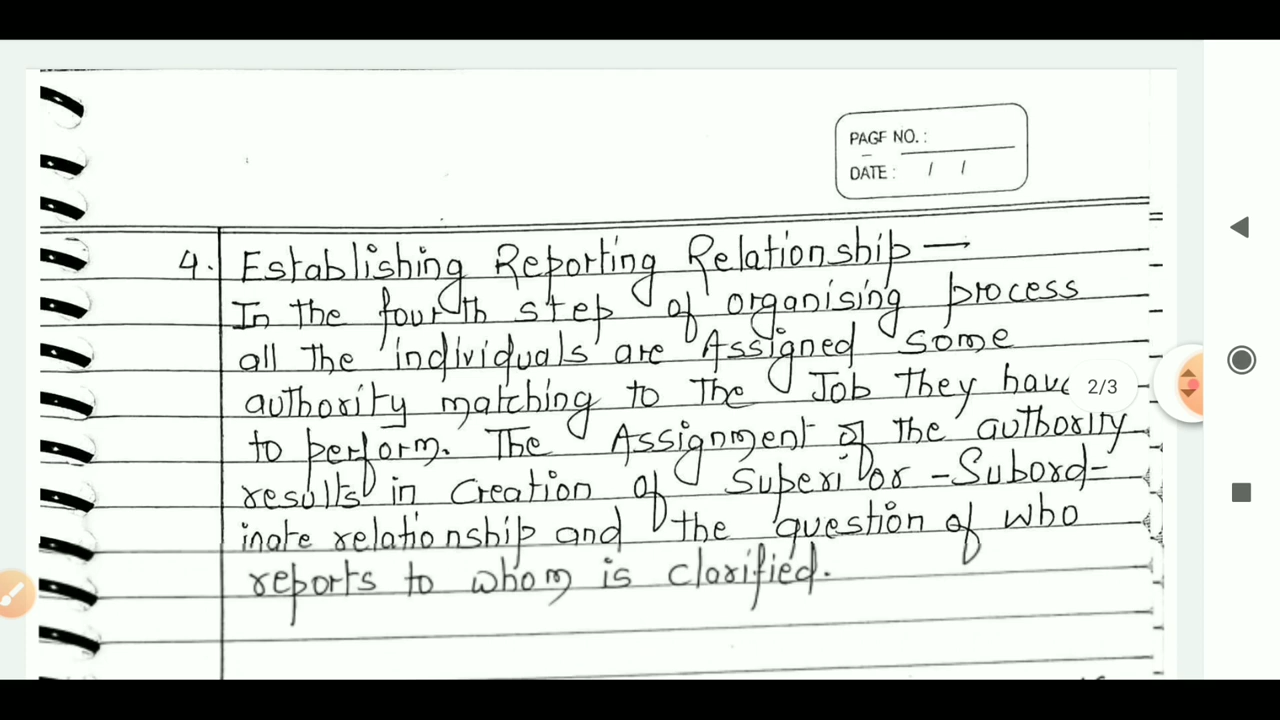 PAGE NO.:
DATE: / /
4. Establishing Reporting Relationship —
In the fourth step of organising process
all the individuals are Assigned some
authority matching to the Job they have
2/3
to perform. The Assignment of the authority
results in Creation of Superior - Subord=
inate relationship and the question of who
reports to whom is clarified.